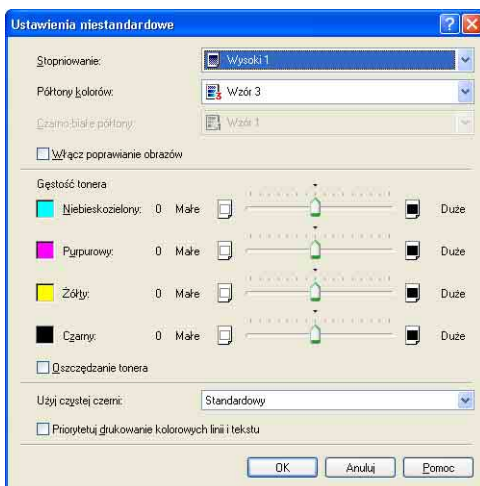 Ustawienia niestandardowe
Stopniowanie: Wysoki 1
Półtony kolorów: Wzór 3
Czarno białe półtony: Wzór 1
Włącz poprawianie obrazów
Gęstość tonera
Niebieskozielony: 0 Małe Duże
Purpurowy: 0 Małe Duże
Żółty: 0 Małe Duże
Czarny: 0 Małe Duże
Oszczędzanie tonera
Użyj czystej czerni: Standardowy
Priorytetuj drukowanie kolorowych linii i tekstu
OK Anuluj Pomoc